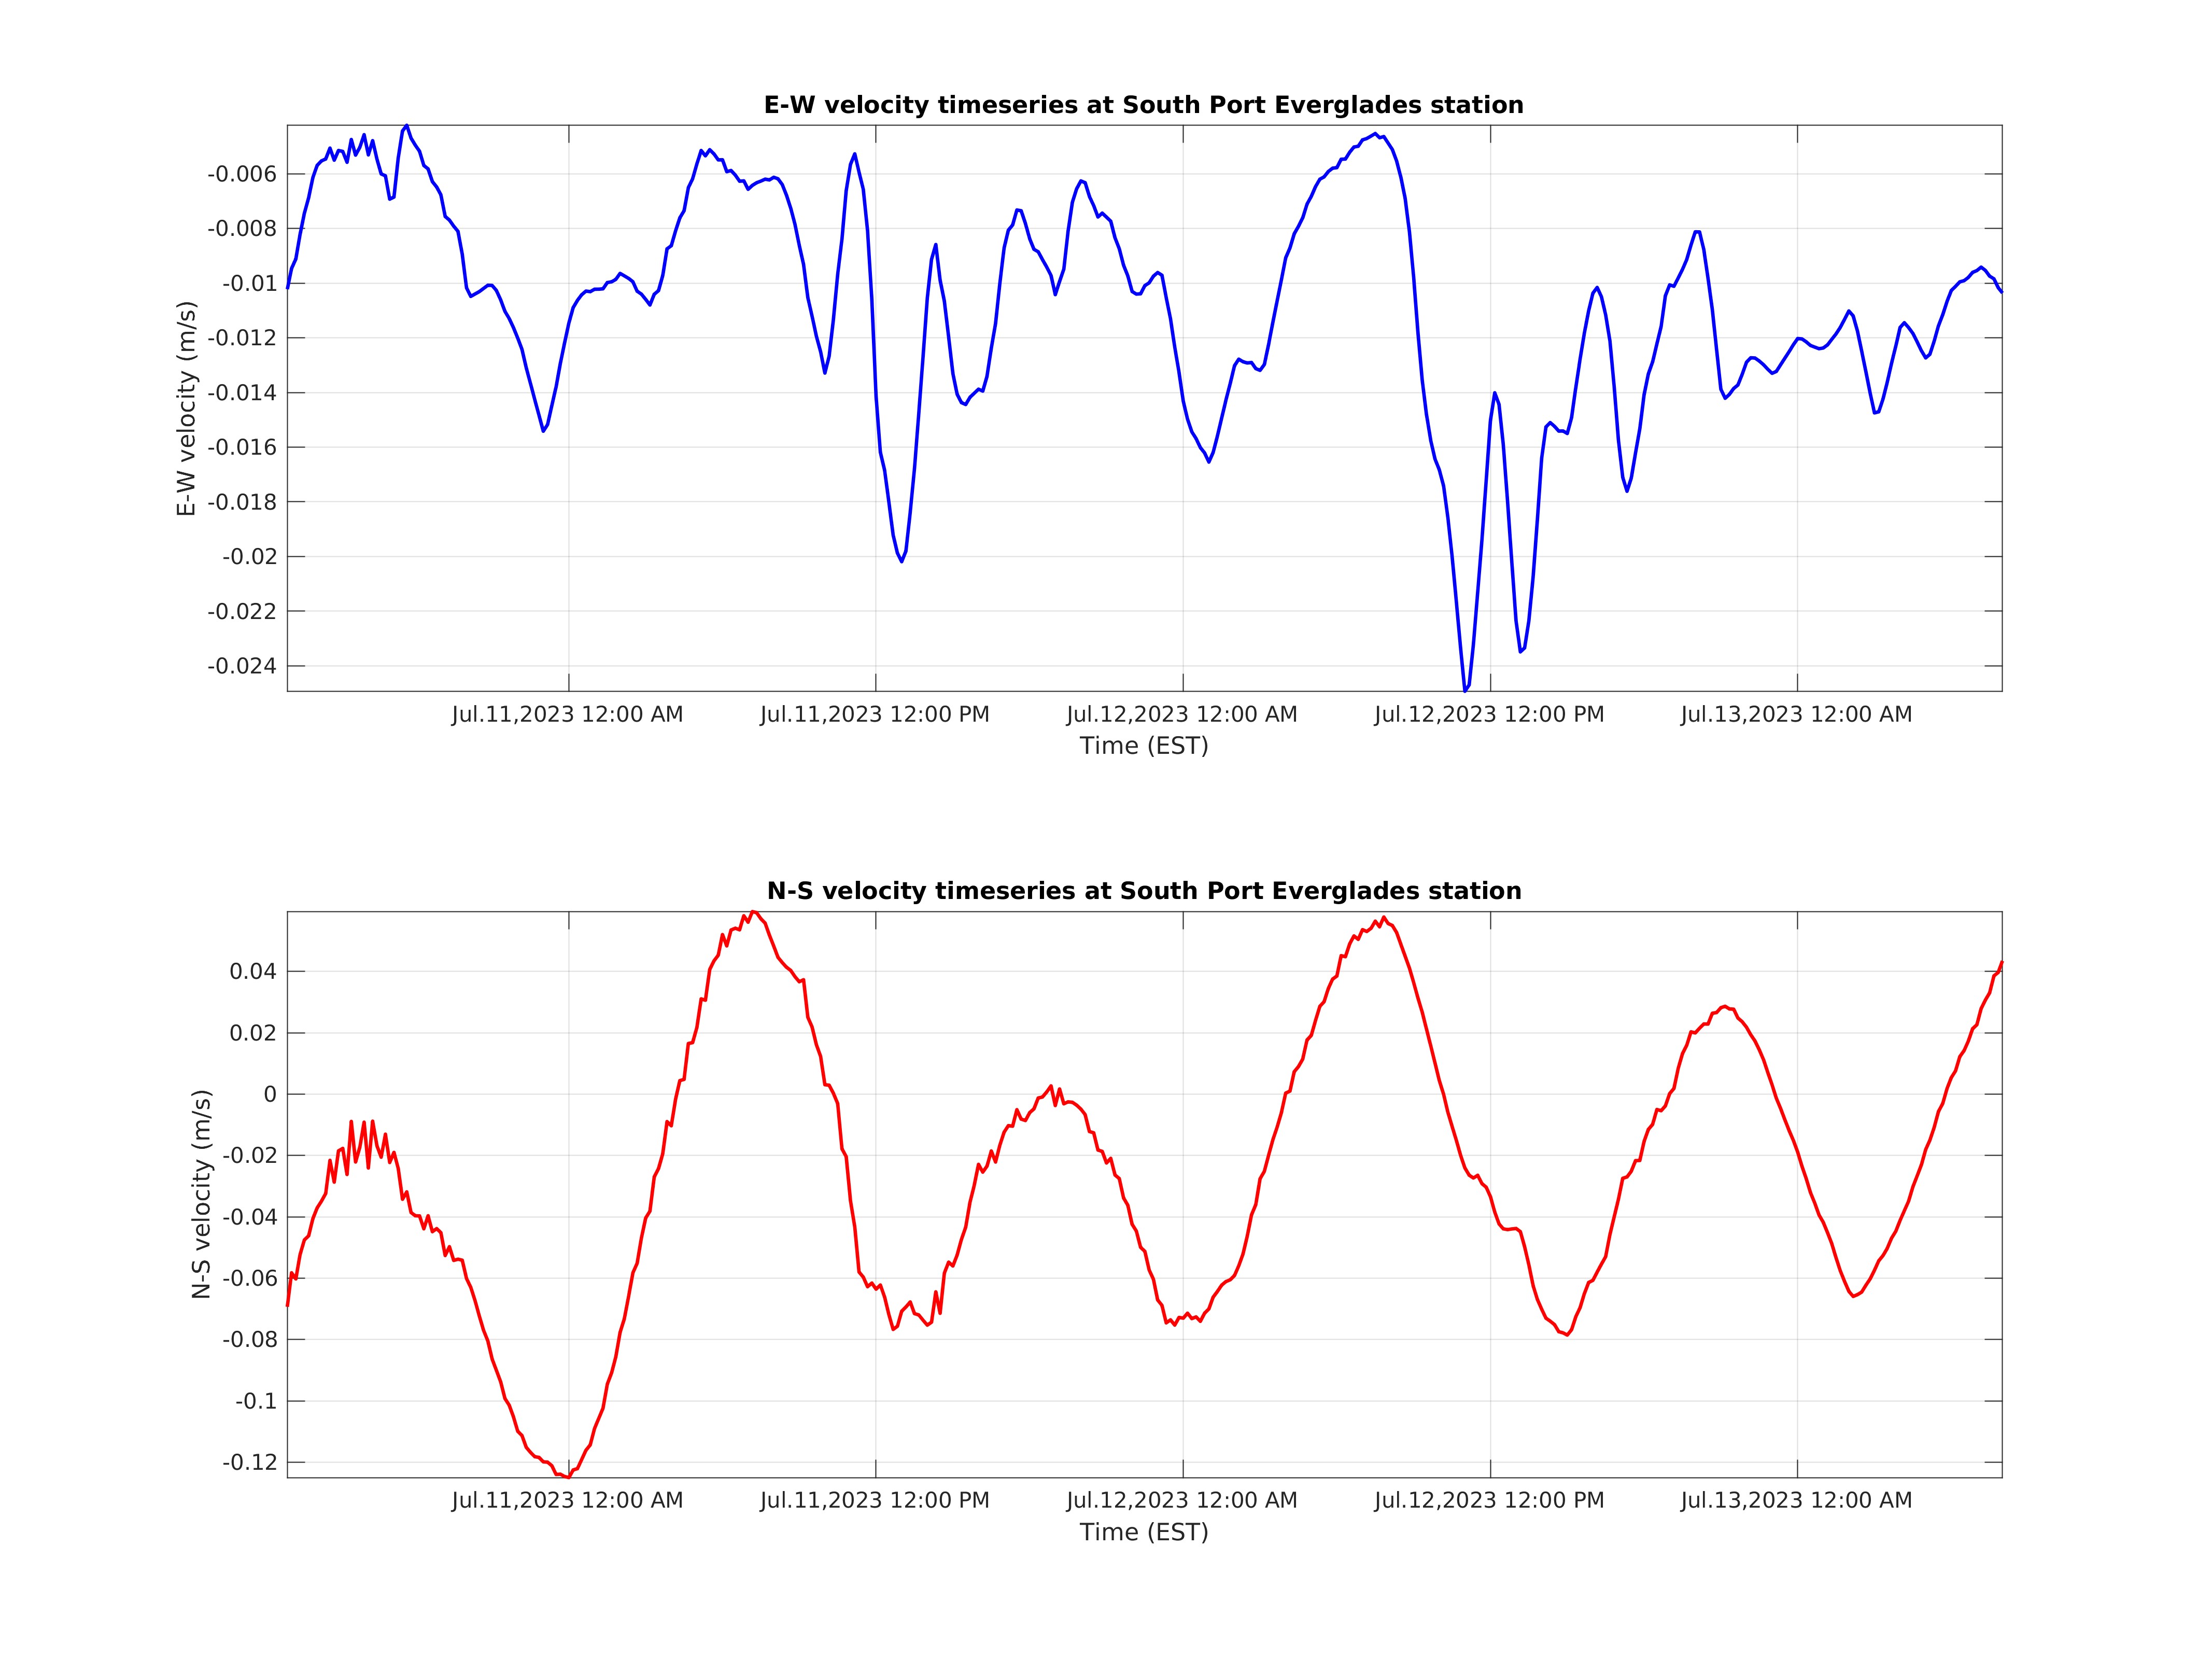 E-W velocity timeseries at South Port Everglades station
-0.006
-0.008
-0.01
-0.012
-0.014
-0.016
-0.018
-0.02
-0.022
-0.024
E-W velocity (m/s)
Jul.11,2023 12:00 AM
Jul.11,2023 12:00 PM
Jul.12,2023 12:00 AM
Jul.12,2023 12:00 PM
Jul.13,2023 12:00 AM
Time (EST)
N-S velocity timeseries at South Port Everglades station
0.04
0.02
0
-0.02
-0.04
-0.06
-0.08
-0.1
-0.12
N-S velocity (m/s)
Jul.11,2023 12:00 AM
Jul.11,2023 12:00 PM
Jul.12,2023 12:00 AM
Jul.12,2023 12:00 PM
Jul.13,2023 12:00 AM
Time (EST)